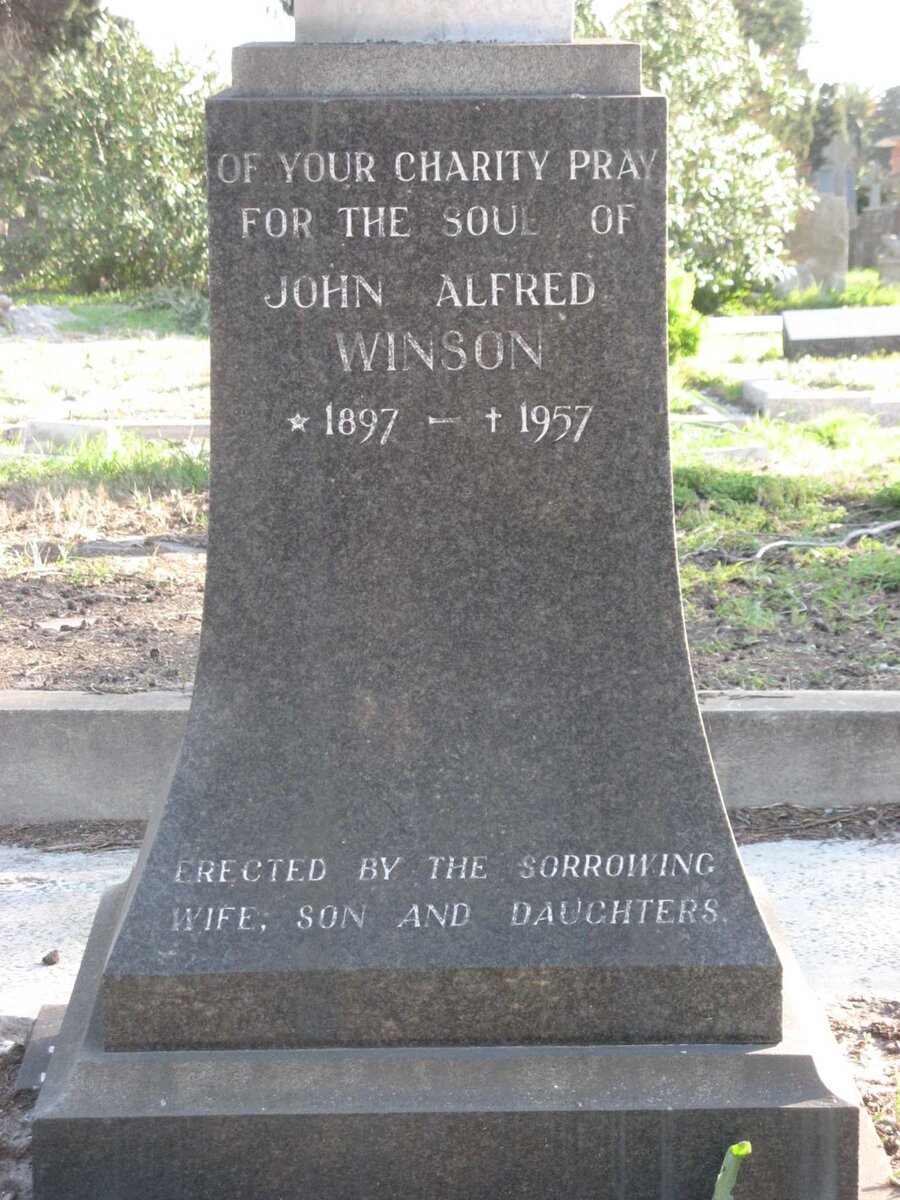 OF YOUR CHARITY PRAY
FOR THE SOUL OF
JOHN ALFRED
WINSON
★ 1897 – † 1957
ERECTED BY THE SORROWING
WIFE, SON AND DAUGHTERS